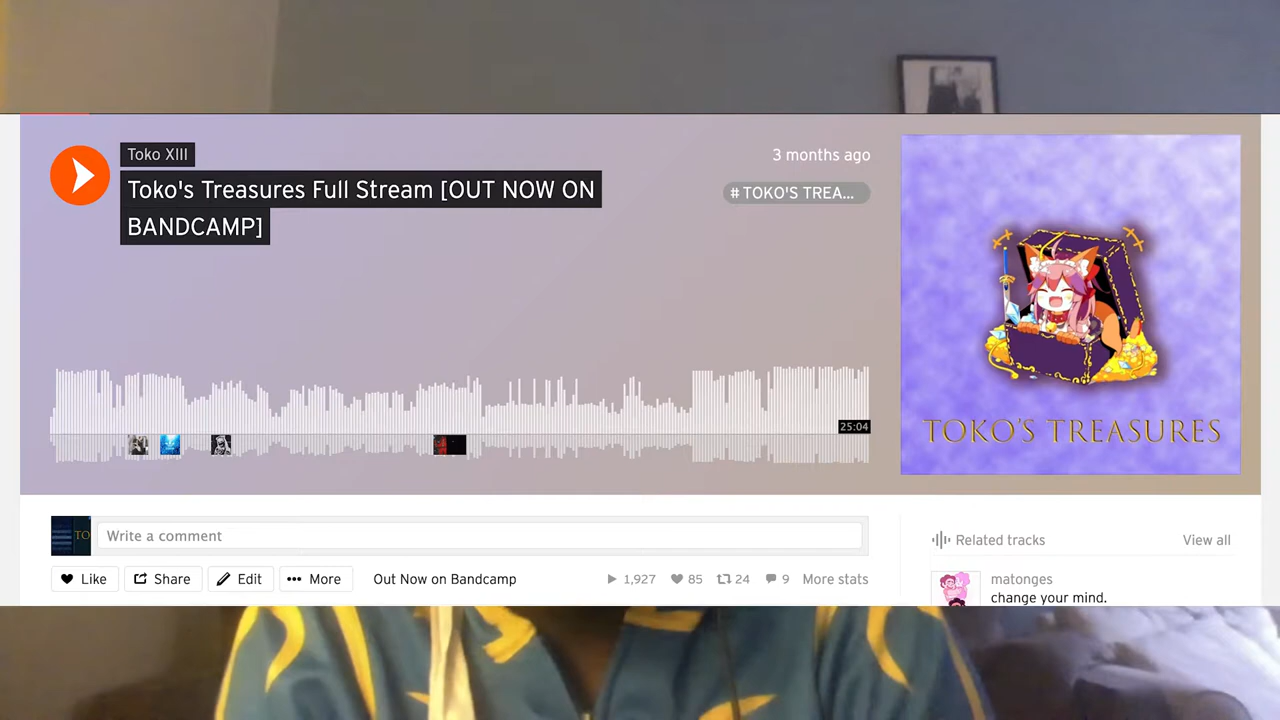 Toko XIII
3 months ago
Toko's Treasures Full Stream [OUT NOW ON
BANDCAMP]
# TOKO'S TREA...
25:04
TOKO'S TREASURES
TO
Write a comment
Like
Share
Edit
More
Out Now on Bandcamp
1,927
85
24
9
More stats
Related tracks
View all
matonges
change your mind.